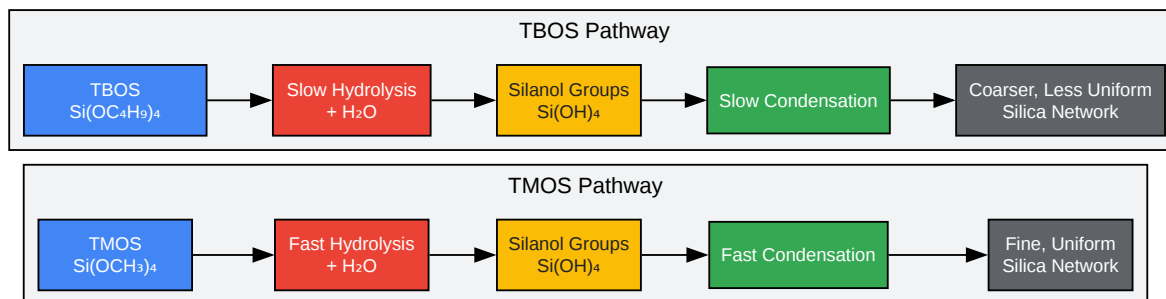 TBOS Pathway
TBOS
Si(OC₄H₉)₄
Slow Hydrolysis
+ H₂O
Silanol Groups
Si(OH)₄
Slow Condensation
Coarser, Less Uniform
Silica Network
TMOS Pathway
TMOS
Si(OCH₃)₄
Fast Hydrolysis
+ H₂O
Silanol Groups
Si(OH)₄
Fast Condensation
Fine, Uniform
Silica Network